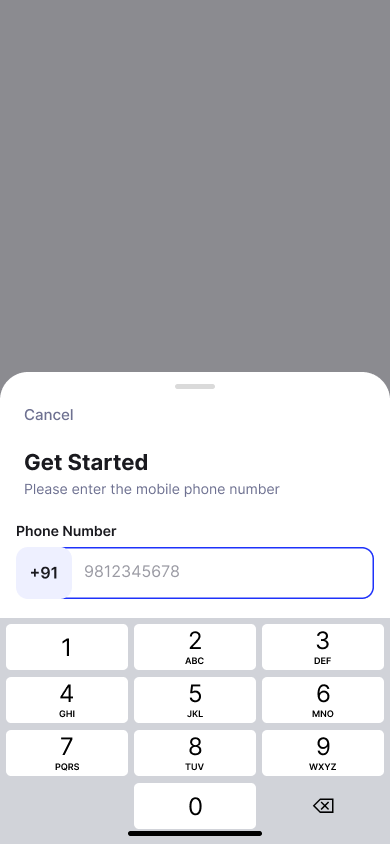 Cancel
Get Started
Please enter the mobile phone number
Phone Number
+91 9812345678
1 2 3
ABC DEF
4 5 6
GHI JKL MNO
7 8 9
PQRS TUV WXYZ
0